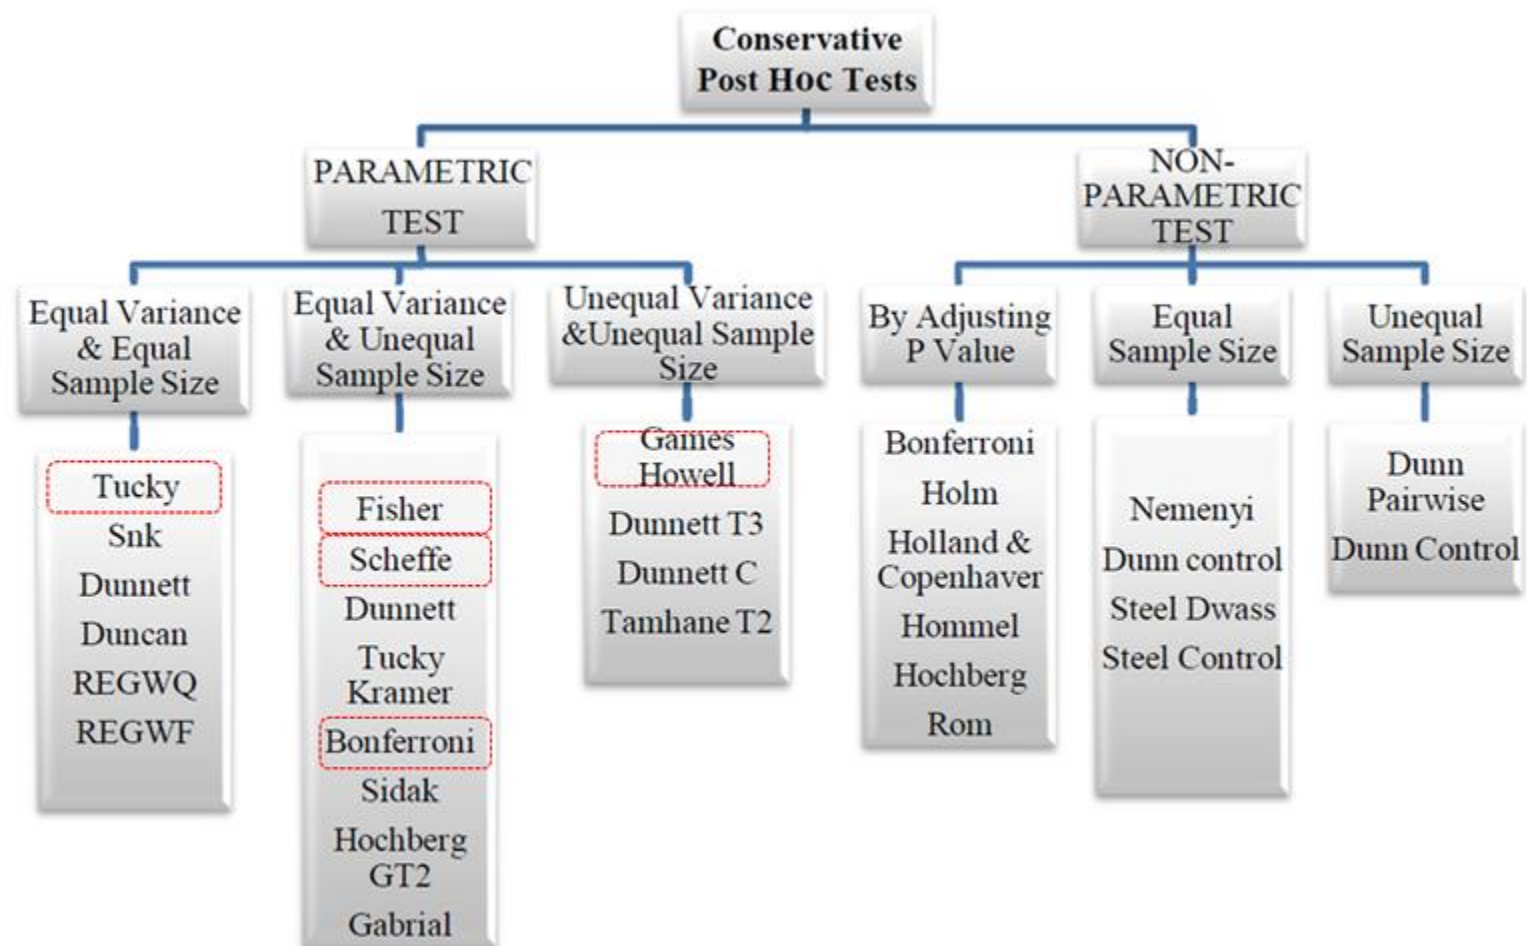 Conservative
Post Hoc Tests
PARAMETRIC
TEST
NON-
PARAMETRIC
TEST
Equal Variance
& Equal
Sample Size
Equal Variance
& Unequal
Sample Size
Unequal Variance
&Unequal Sample
Size
By Adjusting
P Value
Equal
Sample Size
Unequal
Sample Size
Tucky
Snk
Dunnett
Duncan
REGWQ
REGWF
Fisher
Scheffe
Dunnett
Tucky
Kramer
Bonferroni
Sidak
Hochberg
GT2
Gabrial
Games
Howell
Dunnett T3
Dunnett C
Tamhane T2
Bonferroni
Holm
Holland &
Copenhaver
Hommel
Hochberg
Rom
Nemenyi
Dunn control
Steel Dwass
Steel Control
Dunn
Pairwise
Dunn Control